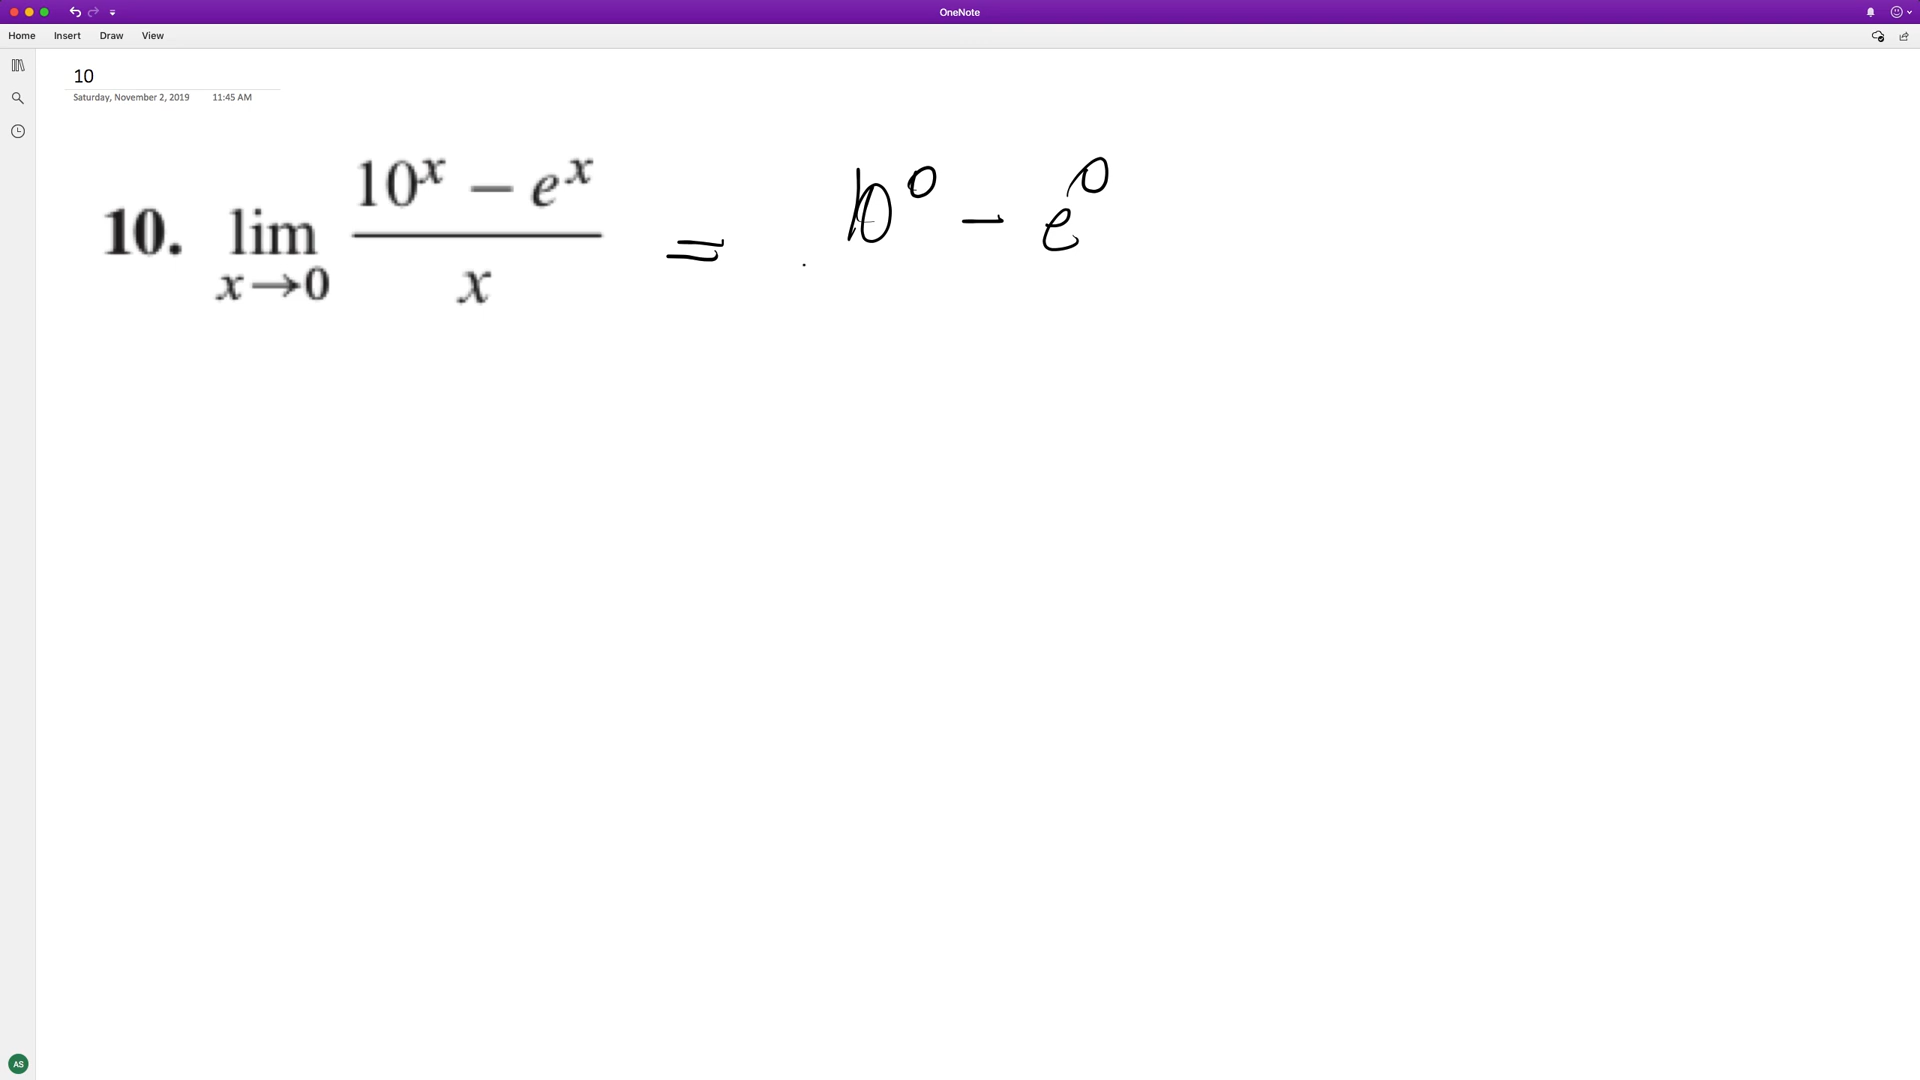 OneNote
Home Insert Draw View
10
Saturday, November 2, 2019 11:45 AM
10. lim x→0 (10^x − e^x)/x = 10^0 − e^0
AS